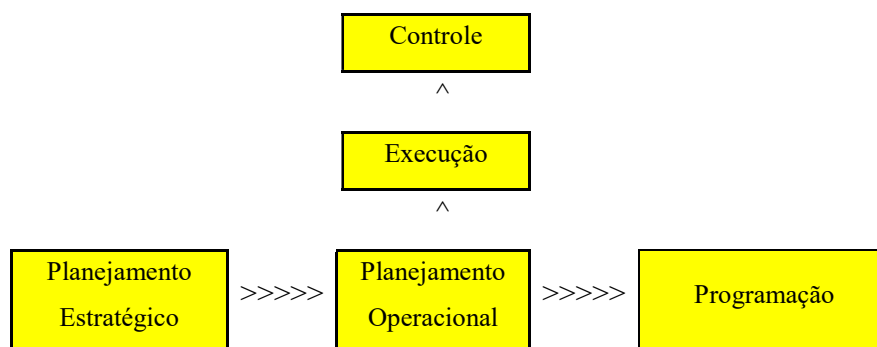 Controle
^
Execução
^
Planejamento
Estratégico
>>>>>
Planejamento
Operacional
>>>>>
Programação